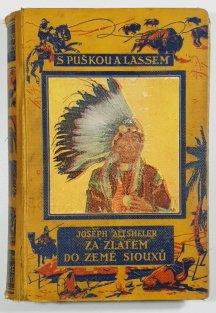 S PUŠKOU A LASSEM
JOSEPH ALTSHELER
ZA ZLATEM
DO ZEMĚ SIOUXŮ